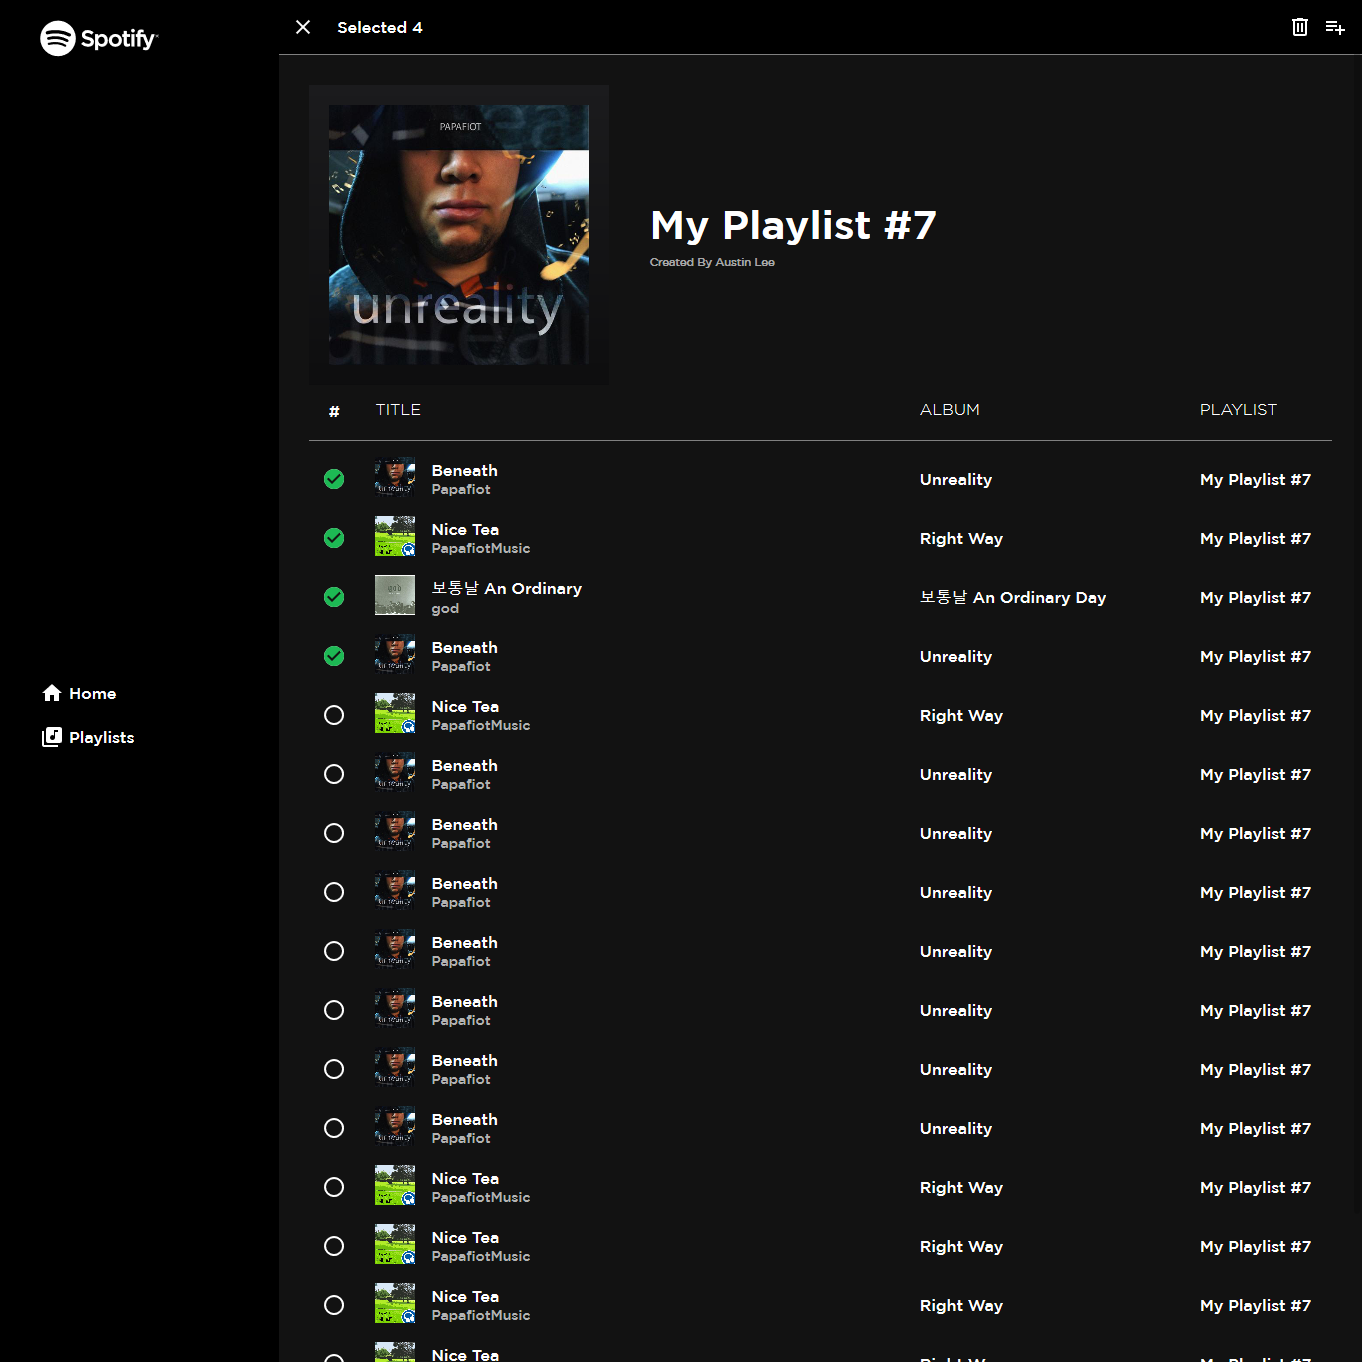 Spotify
Selected 4
PAPAFIOT
unreality
My Playlist #7
Created By Austin Lee
# TITLE ALBUM PLAYLIST
Beneath
Papafiot
Unreality
My Playlist #7
Nice Tea
PapafiotMusic
Right Way
My Playlist #7
보통날 An Ordinary
god
보통날 An Ordinary Day
My Playlist #7
Beneath
Papafiot
Unreality
My Playlist #7
Home
Nice Tea
PapafiotMusic
Right Way
My Playlist #7
Playlists
Beneath
Papafiot
Unreality
My Playlist #7
Beneath
Papafiot
Unreality
My Playlist #7
Beneath
Papafiot
Unreality
My Playlist #7
Beneath
Papafiot
Unreality
My Playlist #7
Beneath
Papafiot
Unreality
My Playlist #7
Beneath
Papafiot
Unreality
My Playlist #7
Beneath
Papafiot
Unreality
My Playlist #7
Nice Tea
PapafiotMusic
Right Way
My Playlist #7
Nice Tea
PapafiotMusic
Right Way
My Playlist #7
Nice Tea
PapafiotMusic
Right Way
My Playlist #7
Nice Tea
Right Way
My Playlist #7